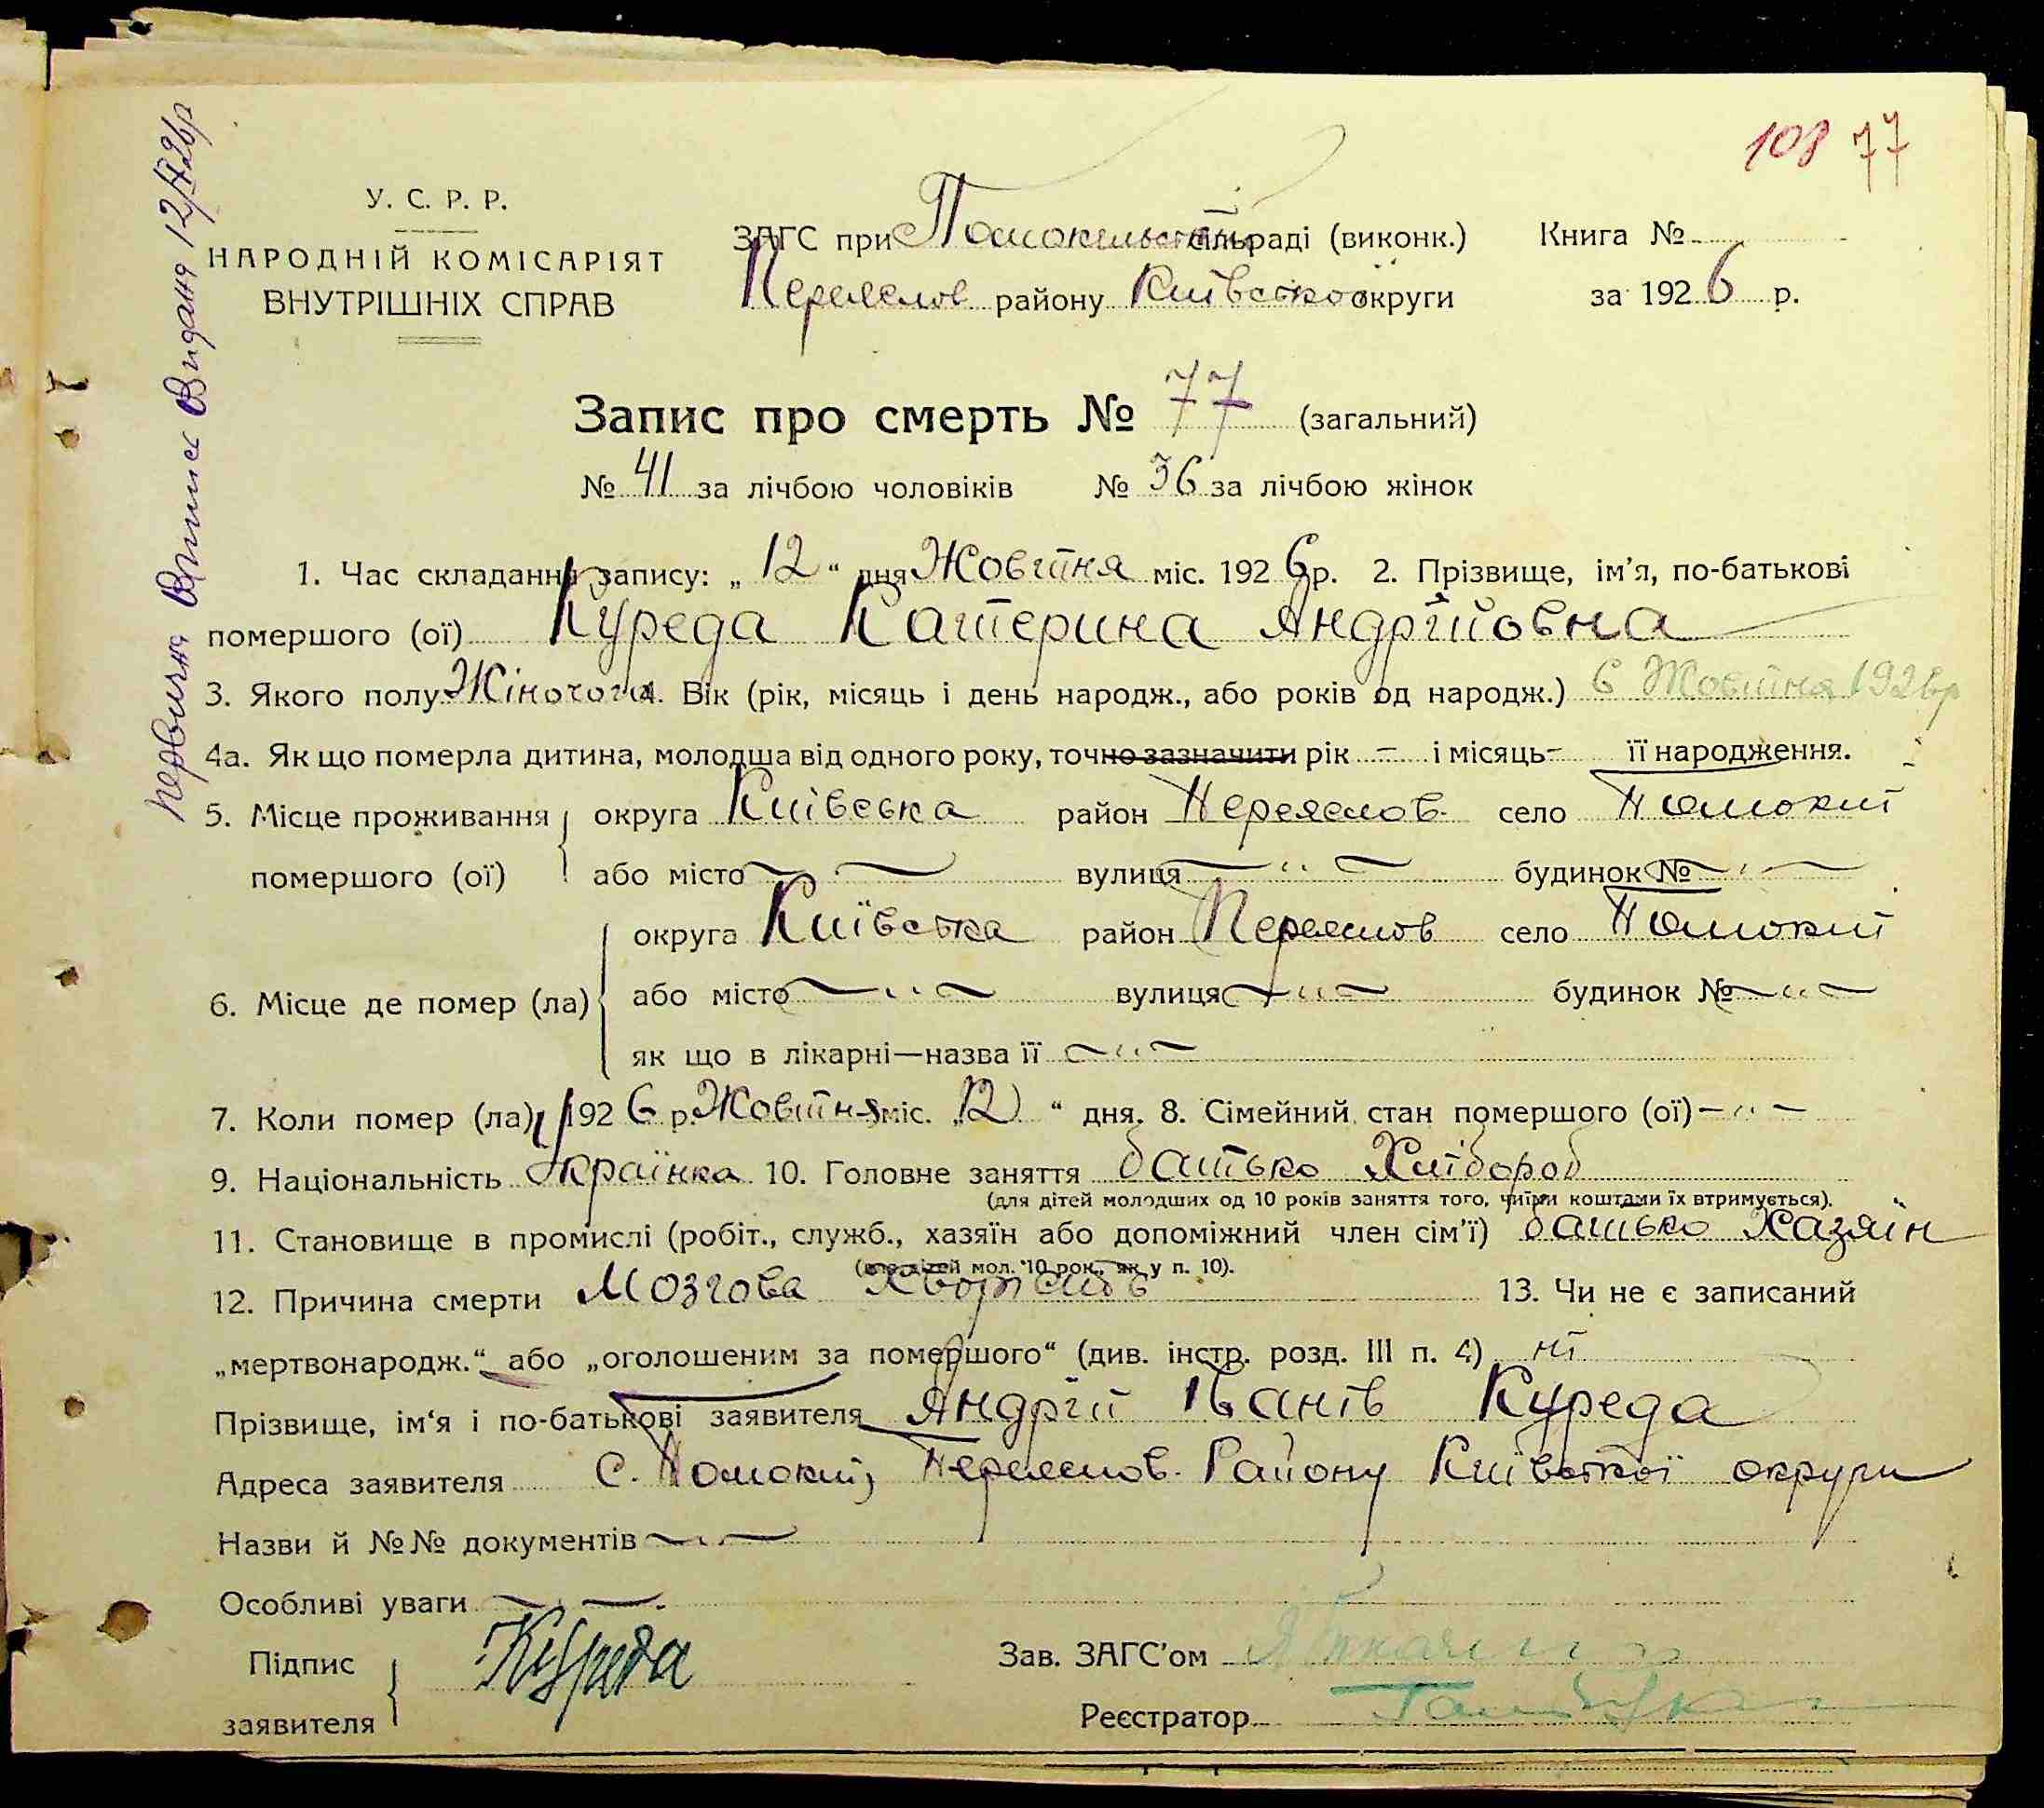 108 77
У. С. Р. Р.
НАРОДНІЙ КОМІСАРІЯТ
ВНУТРІШНІХ СПРАВ
ЗАГС при Помокельській сільраді (виконк.) Книга №
Переяслов району Київської округи за 1926 р.
Запис про смерть № 77 (загальний)
№ 41 за лічбою чоловіків № 36 за лічбою жінок
1. Час складання запису: „ 12 “ дня Жовтня міс. 1926 р. 2. Прізвище, ім’я, по-батькові
помершого (ої) Куреда Катерина Андрійовна
3. Якого полу Жіночого 4. Вік (рік, місяць і день народж., або років од народж.) 6 Жовтня 1926р
4а. Як що померла дитина, молодша від одного року, точно зазначити рік – і місяць – її народження.
5. Місце проживання округа Київська район Переяслов. село Помоклі
помершого (ої) або місто — вулиця — „ — будинок № — „ —
округа Київська район Переяслов село Помоклі
6. Місце де помер (ла) або місто — „ — вулиця — „ — будинок № — „ —
як що в лікарні—назва її — „ —
7. Коли помер (ла) 1926 р. Жовтня міс. „ 12 “ дня. 8. Сімейний стан помершого (ої) — „ —
9. Національність Українка 10. Головне заняття батько Хлібороб
(для дітей молодших од 10 років заняття того, чиїми коштами їх втримується).
11. Становище в промислі (робіт., служб., хазяїн або допоміжний член сім’ї) батько Хазяїн
(для дітей мол. 10 рок., як у п. 10).
12. Причина смерти Мозгова Хворість 13. Чи не є записаний
„мертвонародж.“ або „оголошеним за помершого“ (див. інстр. розд. III п. 4) ні
Прізвище, ім‘я і по-батькові заявителя Андрій Іванів Куреда
Адреса заявителя с. Помоклі, Переяслов. Району Київської округи
Назви й №№ документів — „ —
Особливі уваги — „ —
Підпис Куреда Зав. ЗАГС’ом
заявителя Реєстратор
Виданя 12/X26р